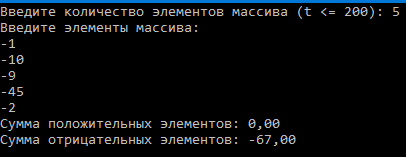 Введите количество элементов массива (t <= 200): 5
Введите элементы массива:
-1
-10
-9
-45
-2
Сумма положительных элементов: 0,00
Сумма отрицательных элементов: -67,00